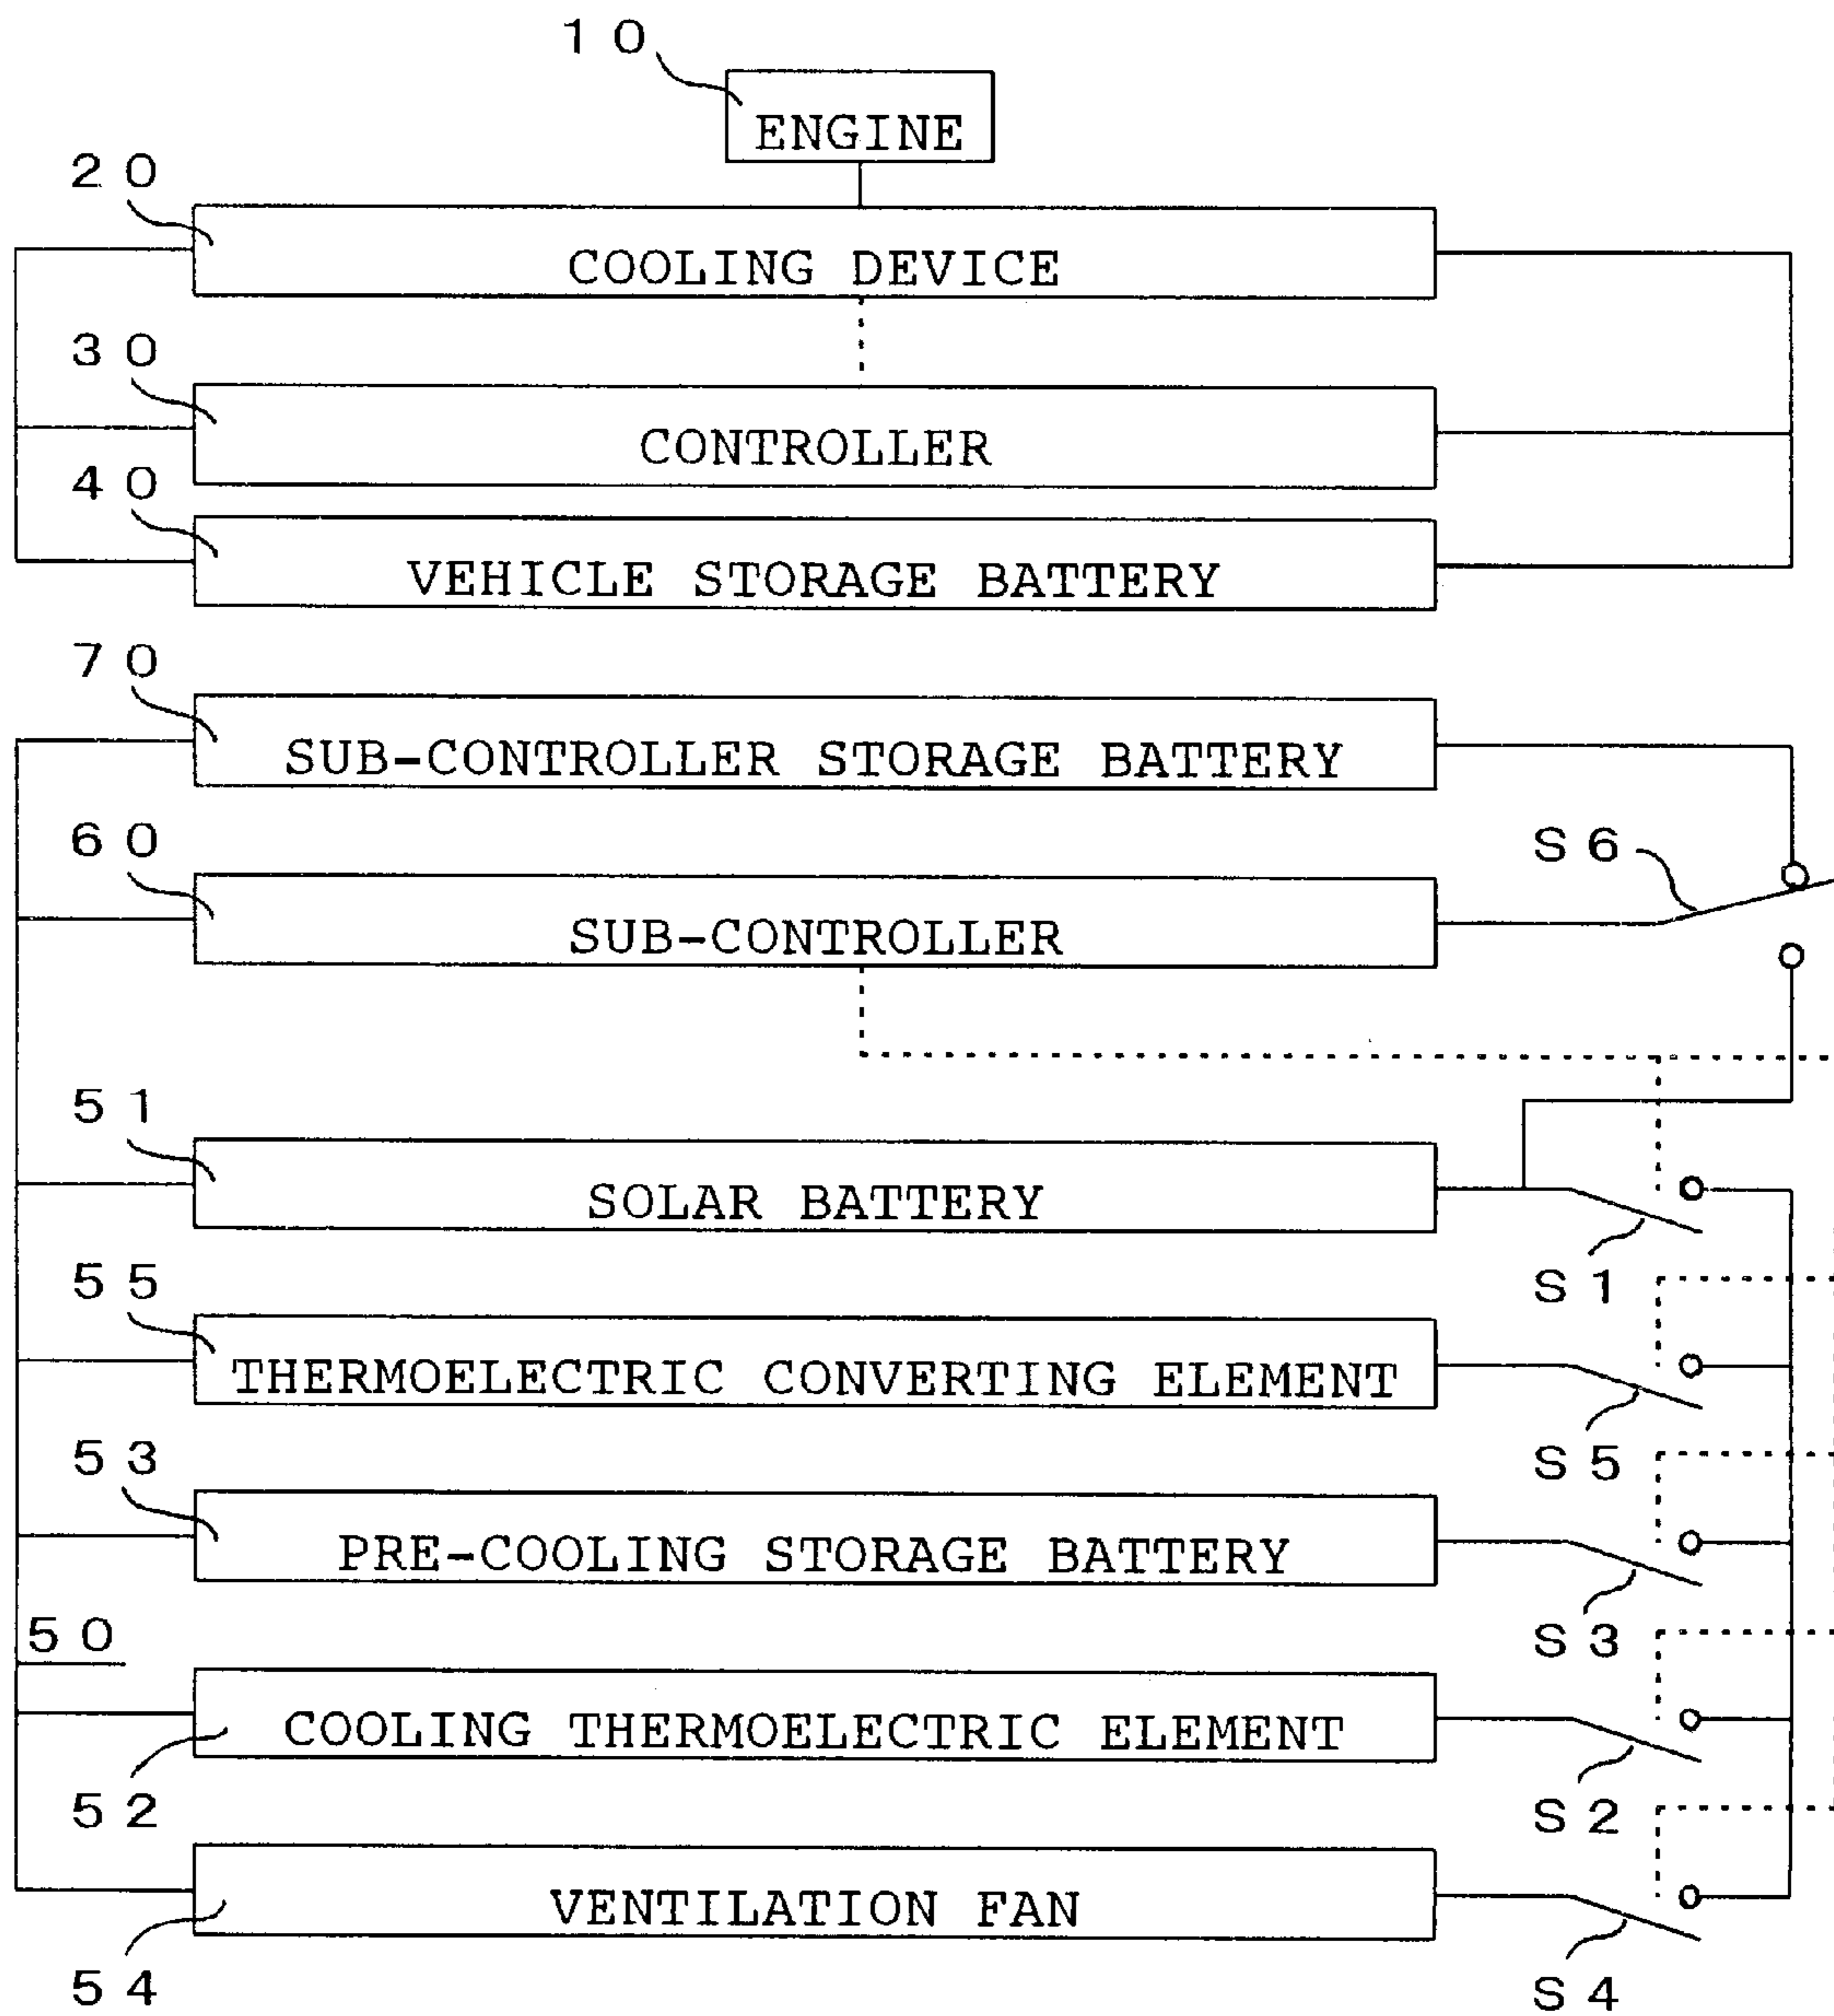 10
ENGINE
20
COOLING DEVICE
30
CONTROLLER
40
VEHICLE STORAGE BATTERY
70
SUB-CONTROLLER STORAGE BATTERY
60
S6
SUB-CONTROLLER
51
SOLAR BATTERY
S1
55
THERMOELECTRIC CONVERTING ELEMENT
S5
53
PRE-COOLING STORAGE BATTERY
S3
50
COOLING THERMOELECTRIC ELEMENT
52
S2
VENTILATION FAN
54
S4